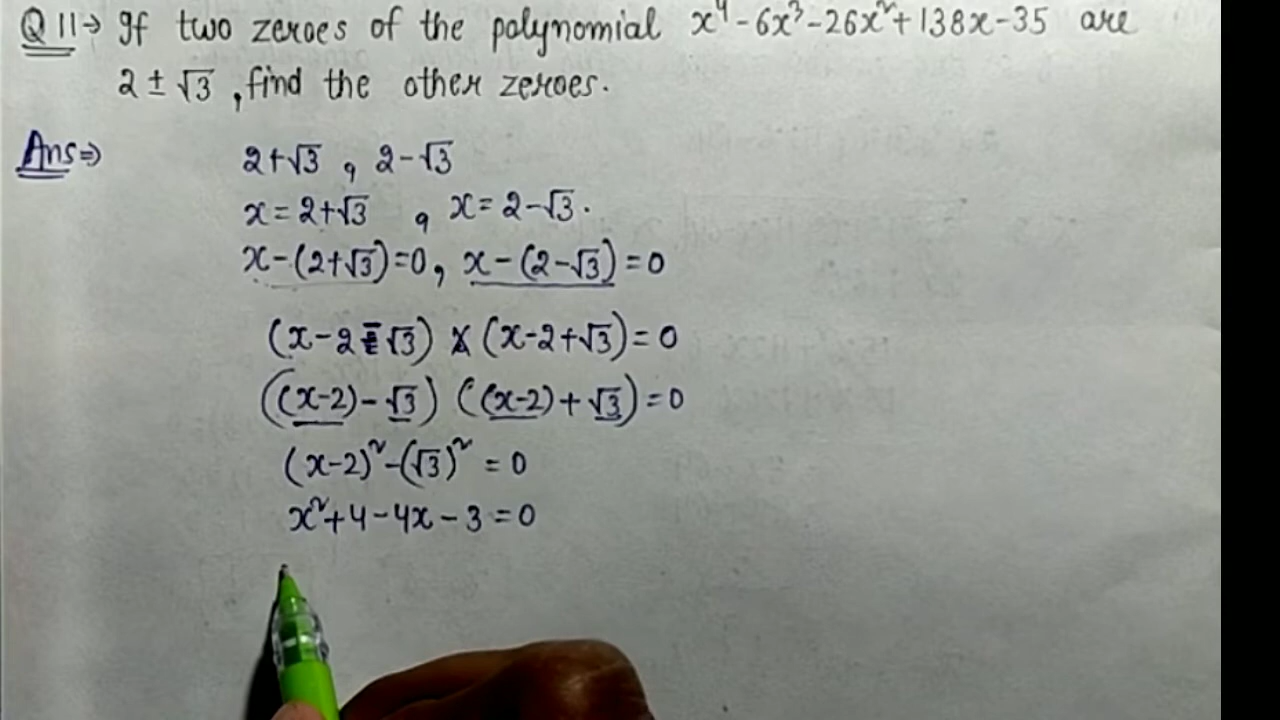 Q 11⇒ If two zeroes of the polynomial x⁴-6x³-26x²+138x-35 are
2 ± √3 , find the other zeroes.
Ans⇒
2+√3 , 2-√3
x = 2+√3 , x = 2-√3.
x-(2+√3)=0, x-(2-√3)=0
(x-2-√3) × (x-2+√3)=0
((x-2)-√3) ((x-2)+√3)=0
(x-2)²-(√3)² = 0
x²+4-4x-3=0